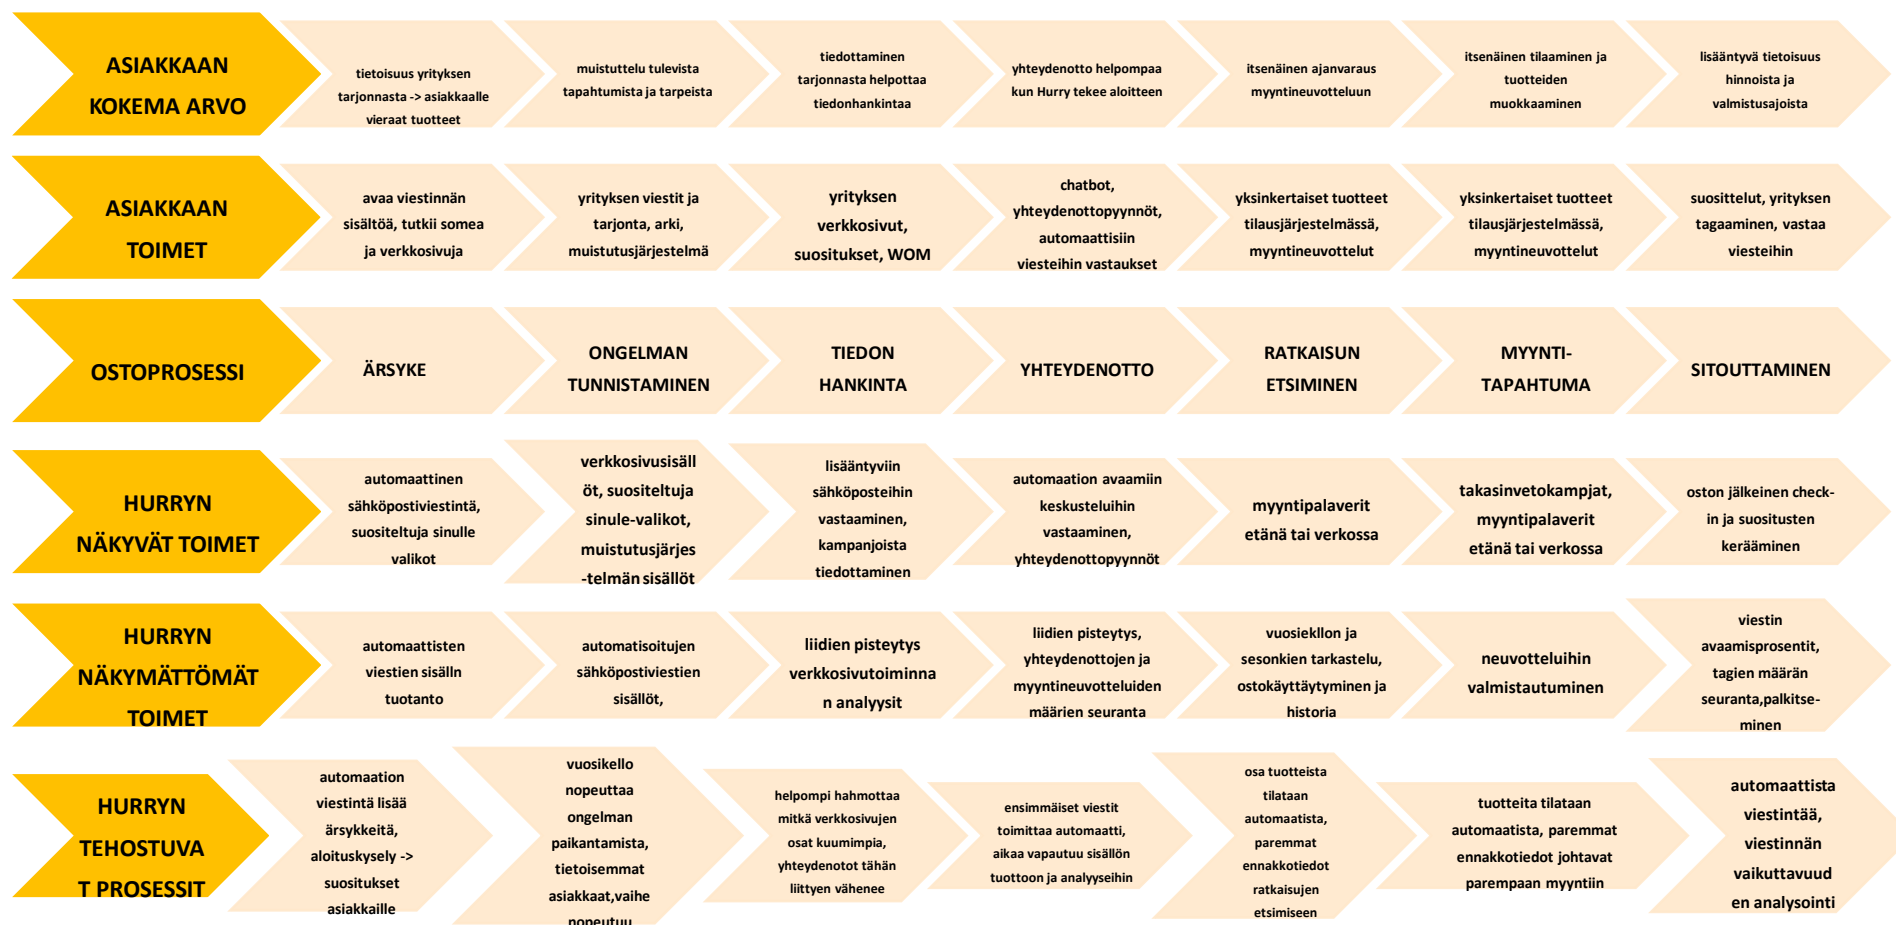 ASIAKKAAN
KOKEMA ARVO
tietoisuus yrityksen
tarjonnasta -> asiakkaalle
vieraat tuotteet
muistuttelu tulevista
tapahtumista ja tarpeista
tiedottaminen
tarjonnasta helpottaa
tiedonhankintaa
yhteydenotto helpompaa
kun Hurry tekee aloitteen
itsenäinen ajanvaraus
myyntineuvotteluun
itsenäinen tilaaminen ja
tuotteiden
muokkaaminen
lisääntyvä tietoisuus
hinnoista ja
valmistusajoista
ASIAKKAAN
TOIMET
avaa viestinnän
sisältöä, tutkii somea
ja verkkosivuja
yrityksen viestit ja
tarjonta, arki,
muistutusjärjestelmä
yrityksen
verkkosivut,
suositukset, WOM
chatbot,
yhteydenottopyynnöt,
automaattisiin
viesteihin vastaukset
yksinkertaiset tuotteet
tilausjärjestelmässä,
myyntineuvottelut
yksinkertaiset tuotteet
tilausjärjestelmässä,
myyntineuvottelut
suosittelut, yrityksen
tagaaminen, vastaa
viesteihin
OSTOPROSESSI
ÄRSYKE
ONGELMAN
TUNNISTAMINEN
TIEDON
HANKINTA
YHTEYDENOTTO
RATKAISUN
ETSIMINEN
MYYNTI-
TAPAHTUMA
SITOUTTAMINEN
HURRYN
NÄKYVÄT TOIMET
automaattinen
sähköpostiviestintä,
suositeltuja sinulle
valikot
verkkosivusisäll
öt, suositeltuja
sinule-valikot,
muistutusjärjes
-telmän sisällöt
lisääntyviin
sähköposteihin
vastaaminen,
kampanjoista
tiedottaminen
automaation avaamiin
keskusteluihin
vastaaminen,
yhteydenottopyynnöt
myyntipalaverit
etänä tai verkossa
takasinvetokampjat,
myyntipalaverit
etänä tai verkossa
oston jälkeinen check-
in ja suositusten
kerääminen
HURRYN
NÄKYMÄTTÖMÄT
TOIMET
automaattisten
viestien sisälln
tuotanto
automatisoitujen
sähköpostiviestien
sisällöt,
liidien pisteytys
verkkosivutoiminna
n analyysit
liidien pisteytys,
yhteydenottojen ja
myyntineuvotteluiden
määrien seuranta
vuosiekllon ja
sesonkien tarkastelu,
ostokäyttäytyminen ja
historia
neuvotteluihin
valmistautuminen
viestin
avaamisprosentit,
tagien määrän
seuranta,palkitse-
minen
HURRYN
TEHOSTUVA
T PROSESSIT
automaation
viestintä lisää
ärsykkeitä,
aloituskysely ->
suositukset
asiakkaille
vuosikello
nopeuttaa
ongelman
paikantamista,
tietoisemmat
asiakkaat,vaihe
nopeutuu
helpompi hahmottaa
mitkä verkkosivujen
osat kuumimpia,
yhteydenotot tähän
liittyen vähenee
ensimmäiset viestit
toimittaa automaatti,
aikaa vapautuu sisällön
tuottoon ja analyyseihin
osa tuotteista
tilataan
automaatista,
paremmat
ennakkotiedot
ratkaisujen
etsimiseen
tuotteita tilataan
automaatista, paremmat
ennakkotiedot johtavat
parempaan myyntiin
automaattista
viestintää,
viestinnän
vaikuttavuud
en analysointi